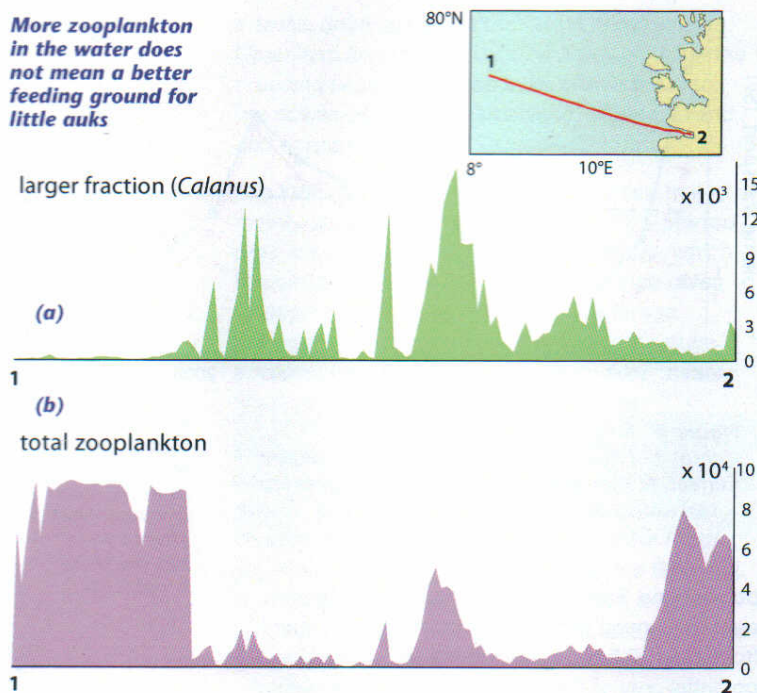 More zooplankton
in the water does
not mean a better
feeding ground for
little auks
80°N
1
2
8°
10°E
larger fraction (Calanus)
x 10³
15
12
9
6
3
0
(a)
1
2
(b)
total zooplankton
x 10⁴
10
8
6
4
2
0
1
2